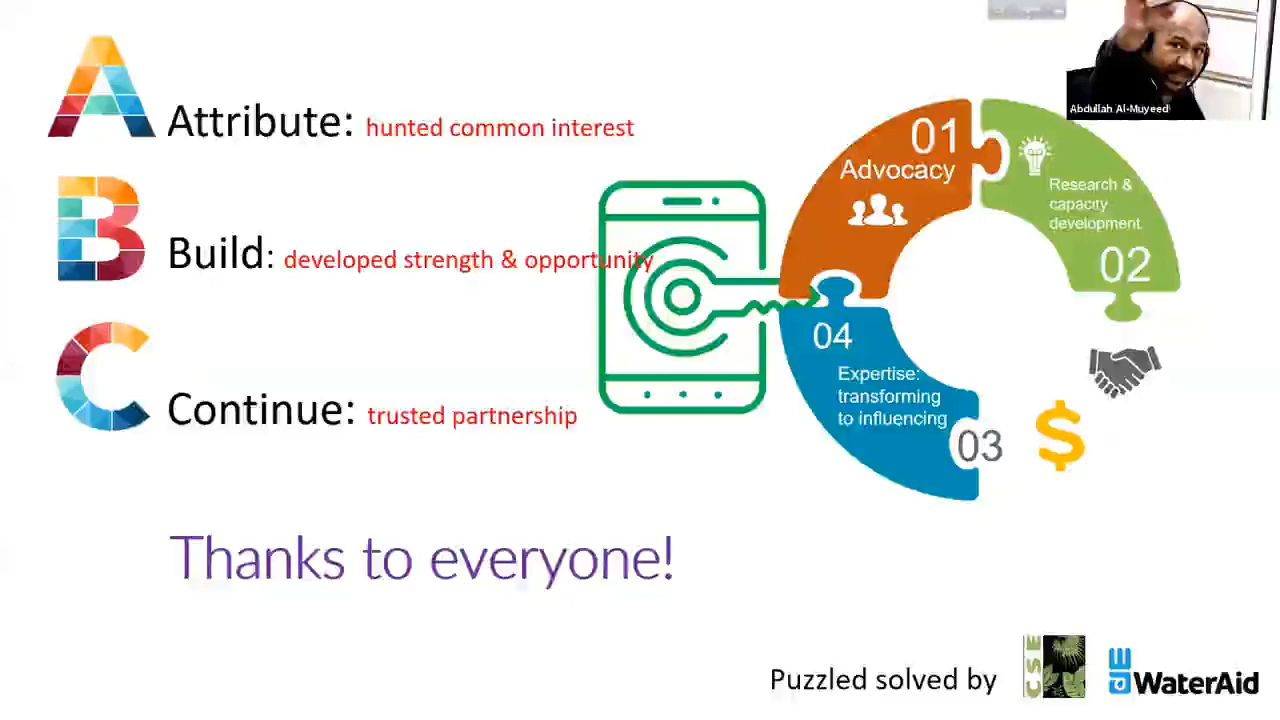 A
Attribute: hunted common interest
B
Build: developed strength & opportunity
C
Continue: trusted partnership
Thanks to everyone!
Abdullah Al-Muyeed
01
Advocacy
Research &
capacity
development
02
04
Expertise:
transforming
to influencing
03
$
Puzzled solved by
CSE
WaterAid